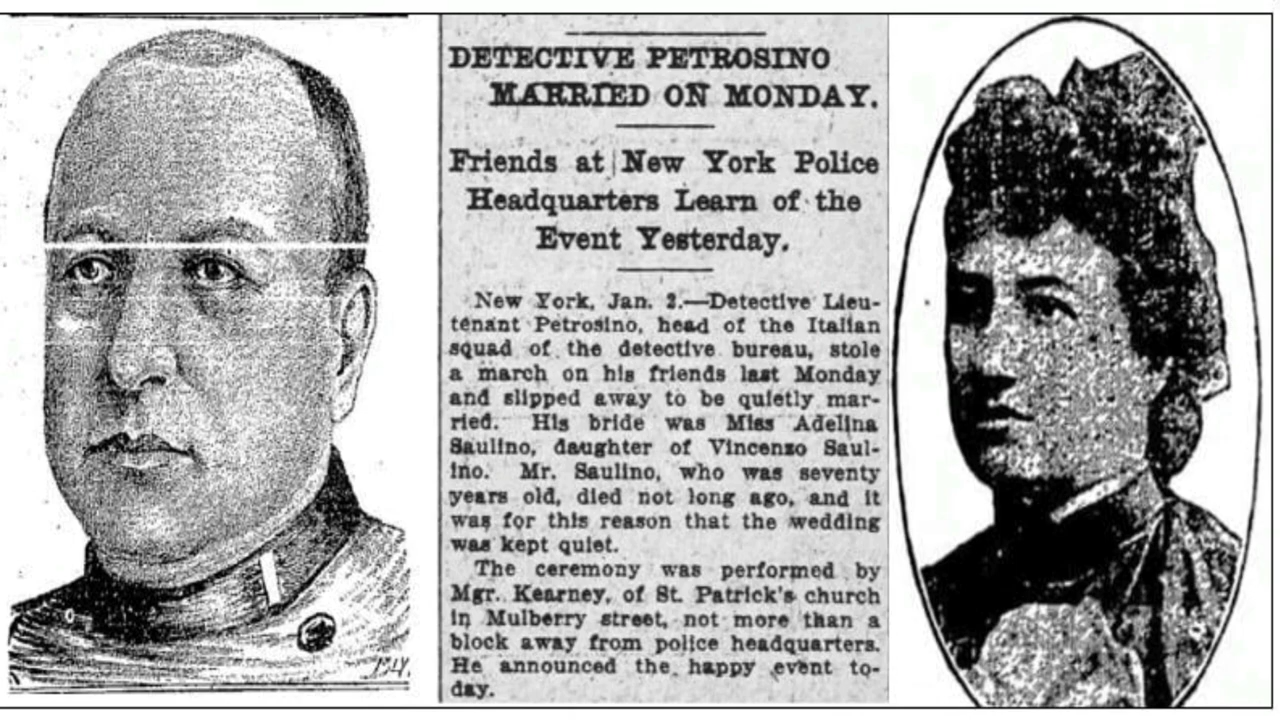 DETECTIVE PETROSINO
MARRIED ON MONDAY.
Friends at New York Police
Headquarters Learn of the
Event Yesterday.
New York, Jan. 2.—Detective Lieu-
tenant Petrosino, head of the Italian
squad of the detective bureau, stole
a march on his friends last Monday
and slipped away to be quietly mar-
ried. His bride was Miss Adelina
Saulino, daughter of Vincenzo Saul-
ino. Mr. Saulino, who was seventy
years old, died not long ago, and it
was for this reason that the wedding
was kept quiet.
The ceremony was performed by
Mgr. Kearney, of St. Patrick's church
in Mulberry street, not more than a
block away from police headquarters.
He announced the happy event to-
day.